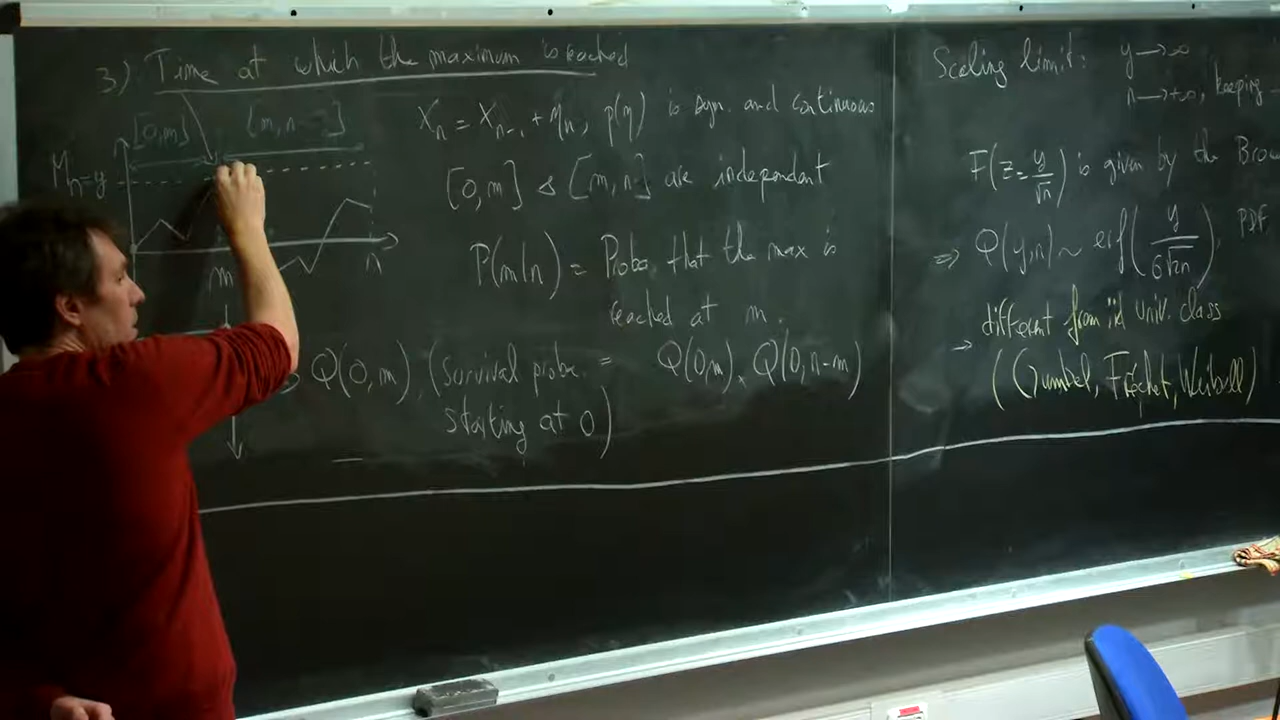 3) Time at which the maximum is reached
[0,m]
M_n=y
m
n
X_n = X_{n-1} + η_n, p(η) is sym. and continuous
[0,m] & [m,n] are independent
P(m|n) = Proba. that the max is
reached at m.
Q(0,m), (Survival proba. = Q(0,m) × Q(0,n-m)
starting at 0)
Scaling limit: y → ∞
n → +∞, keeping
F(z = y/√n) is given by the Brow
⇒ Q(y,n) ~ erf(y/σ√2n), PDF
→ different from iid univ. class
(Gumbel, Fréchet, Weibull)